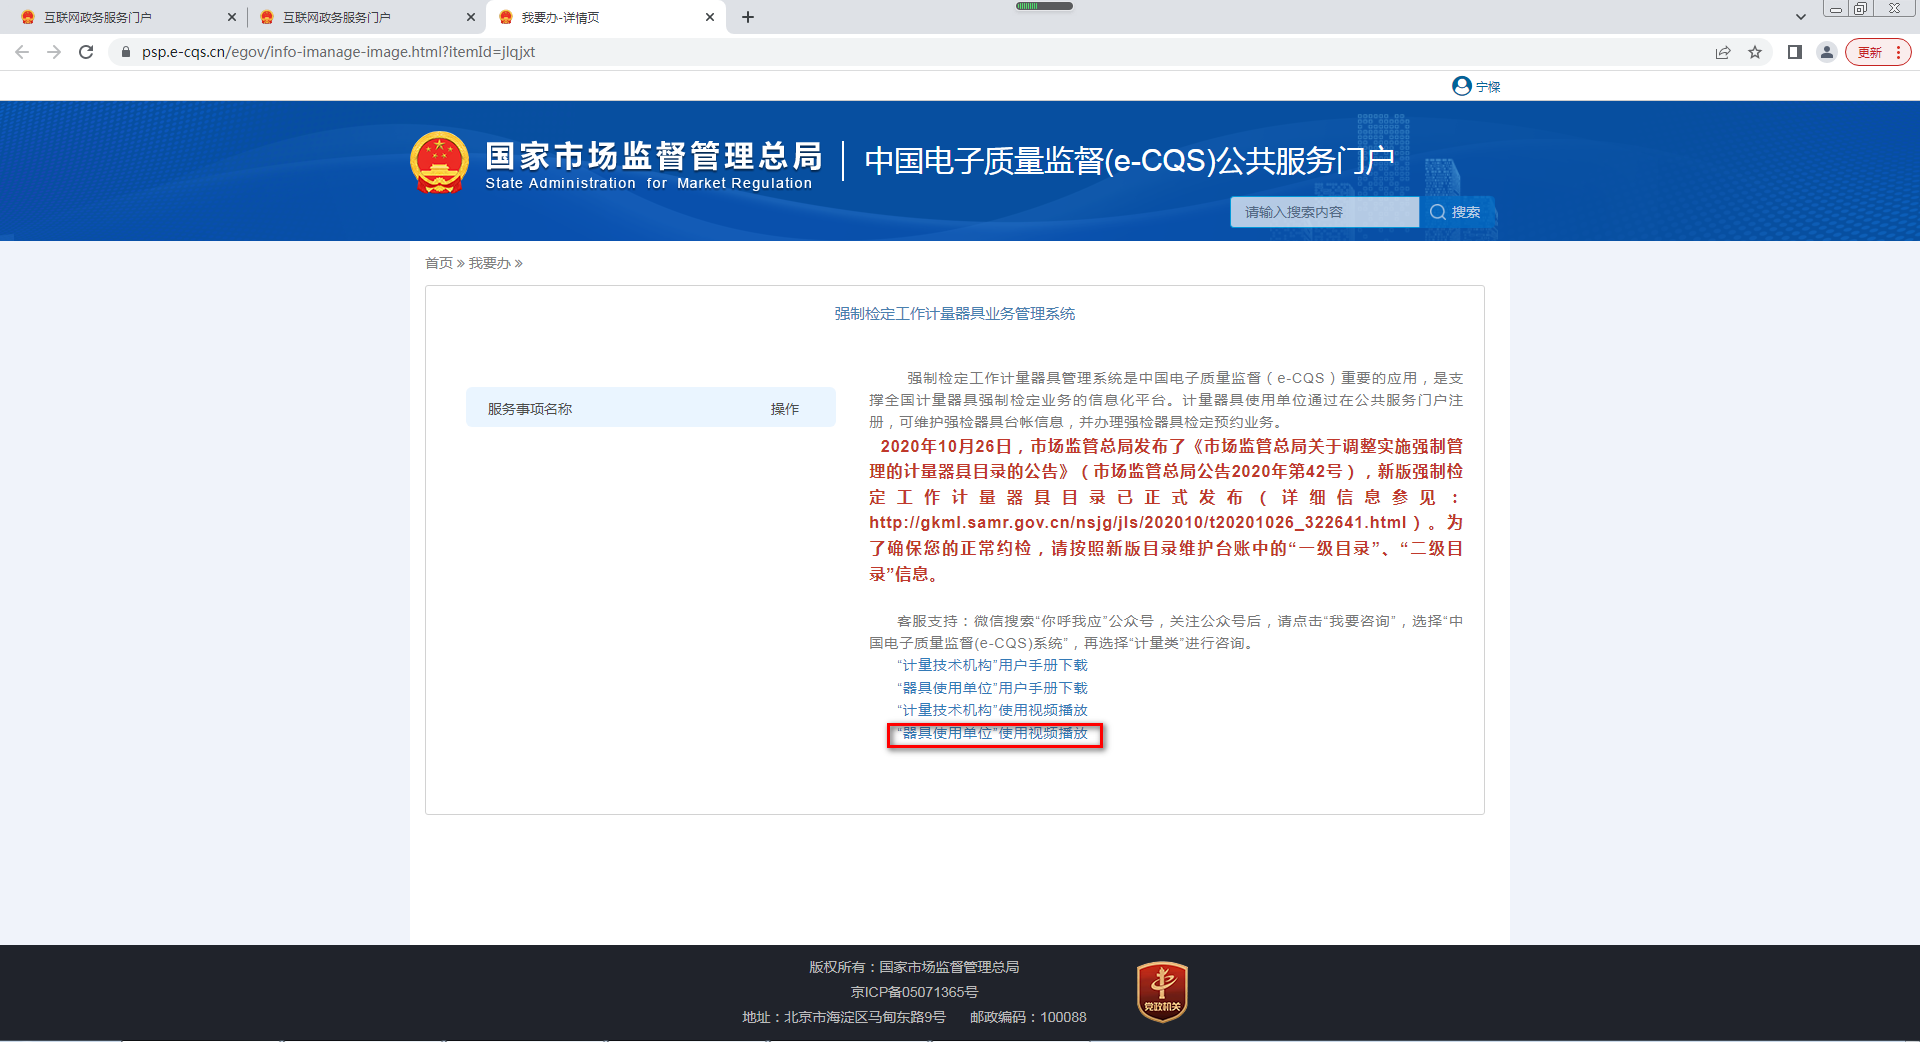 互联网政务服务门户
互联网政务服务门户
我要办-详情页
psp.e-cqs.cn/egov/info-imanage-image.html?itemId=jlqjxt
更新
宁樑
国家市场监督管理总局
State Administration for Market Regulation
中国电子质量监督(e-CQS)公共服务门户
请输入搜索内容
搜索
首页 » 我要办 »
强制检定工作计量器具业务管理系统
服务事项名称 操作
强制检定工作计量器具管理系统是中国电子质量监督（e-CQS）重要的应用，是支
撑全国计量器具强制检定业务的信息化平台。计量器具使用单位通过在公共服务门户注
册，可维护强检器具台帐信息，并办理强检器具检定预约业务。
2020年10月26日，市场监管总局发布了《市场监管总局关于调整实施强制管
理的计量器具目录的公告》（市场监管总局公告2020年第42号），新版强制检
定工作计量器具目录已正式发布（详细信息参见：
http://gkml.samr.gov.cn/nsjg/jls/202010/t20201026_322641.html）。为
了确保您的正常约检，请按照新版目录维护台账中的“一级目录”、“二级目
录”信息。
客服支持：微信搜索“你呼我应”公众号，关注公众号后，请点击“我要咨询”，选择“中
国电子质量监督(e-CQS)系统”，再选择“计量类”进行咨询。
“计量技术机构”用户手册下载
“器具使用单位”用户手册下载
“计量技术机构”使用视频播放
“器具使用单位”使用视频播放
版权所有：国家市场监督管理总局
京ICP备05071365号
地址：北京市海淀区马甸东路9号 邮政编码：100088
党政机关